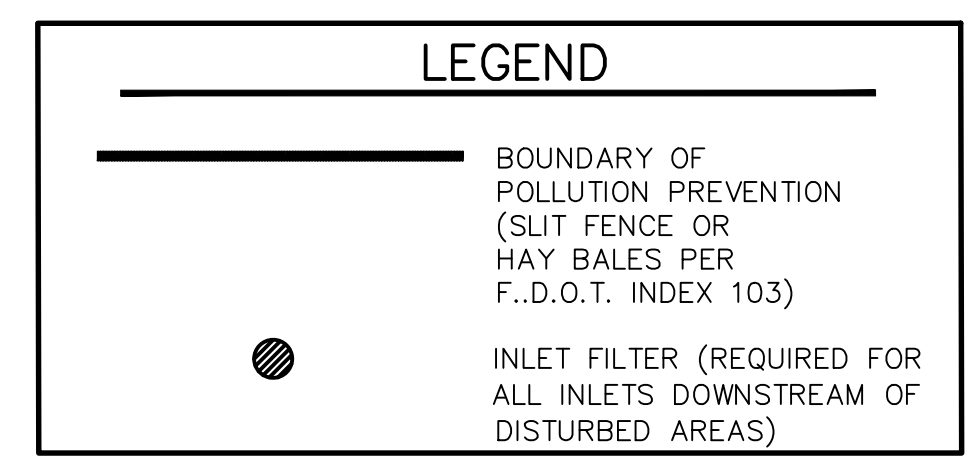 LEGEND
BOUNDARY OF
POLLUTION PREVENTION
(SLIT FENCE OR
HAY BALES PER
F..D.O.T. INDEX 103)
INLET FILTER (REQUIRED FOR
ALL INLETS DOWNSTREAM OF
DISTURBED AREAS)